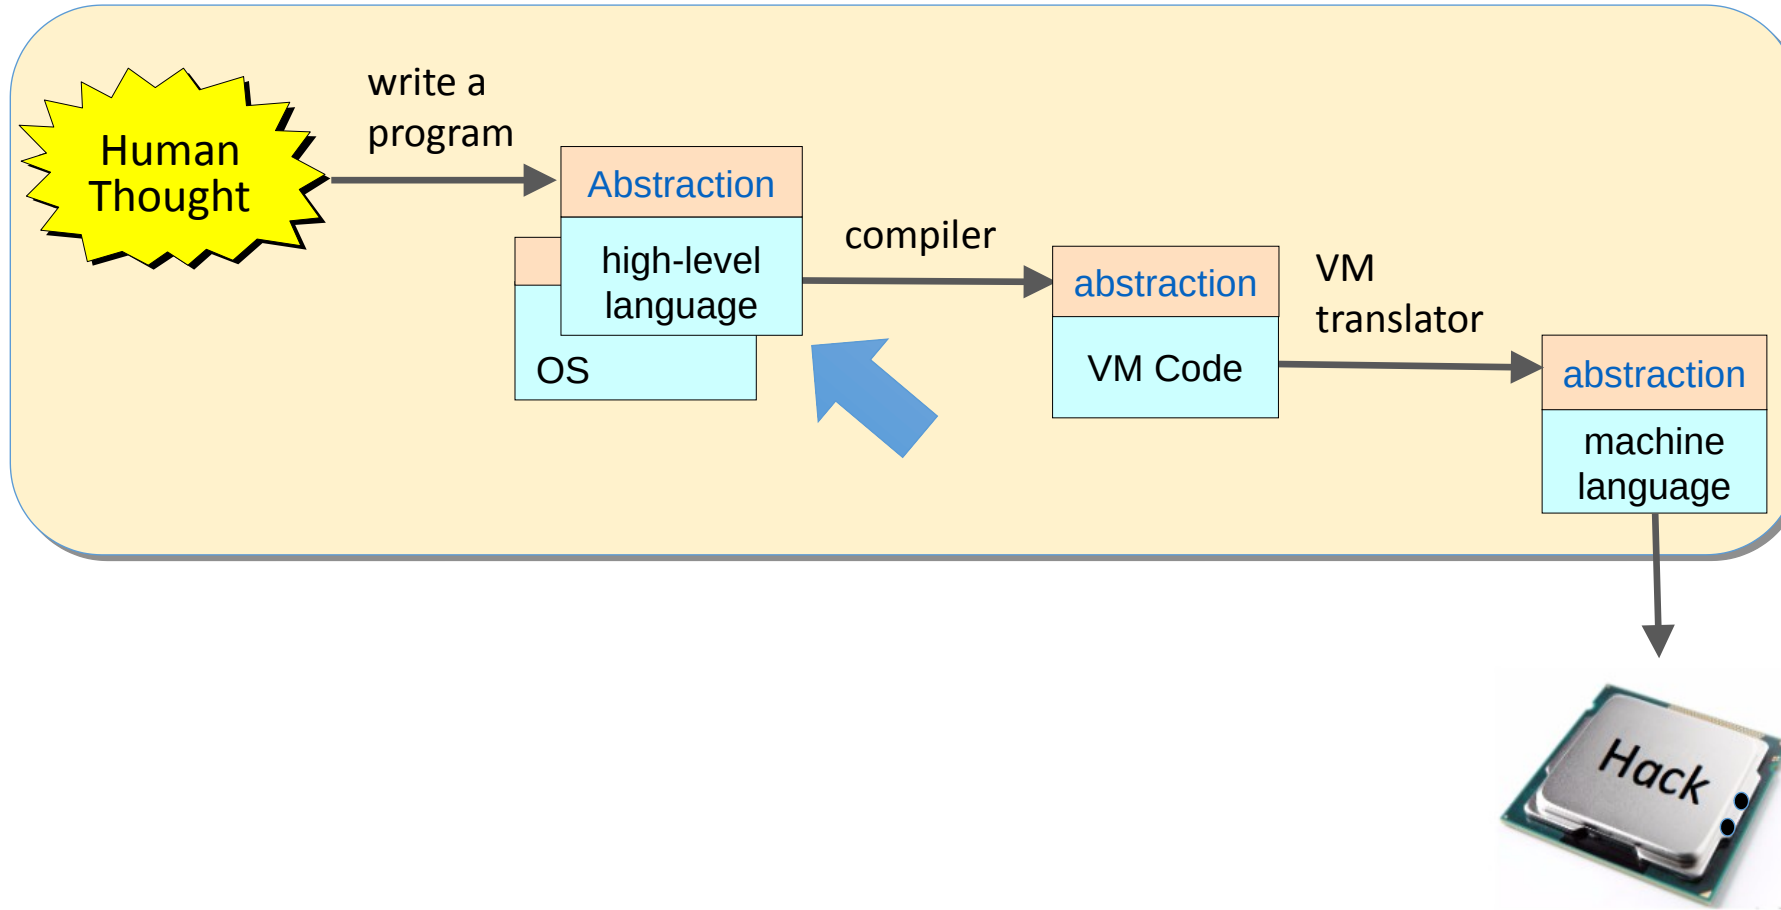 Human
Thought
write a
program
Abstraction
high-level
language
OS
compiler
abstraction
VM Code
VM
translator
abstraction
machine
language
Hack